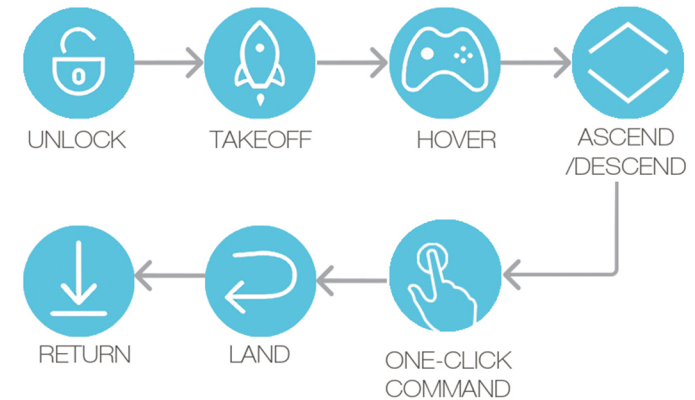 UNLOCK
TAKEOFF
HOVER
ASCEND
/DESCEND
RETURN
LAND
ONE-CLICK
COMMAND